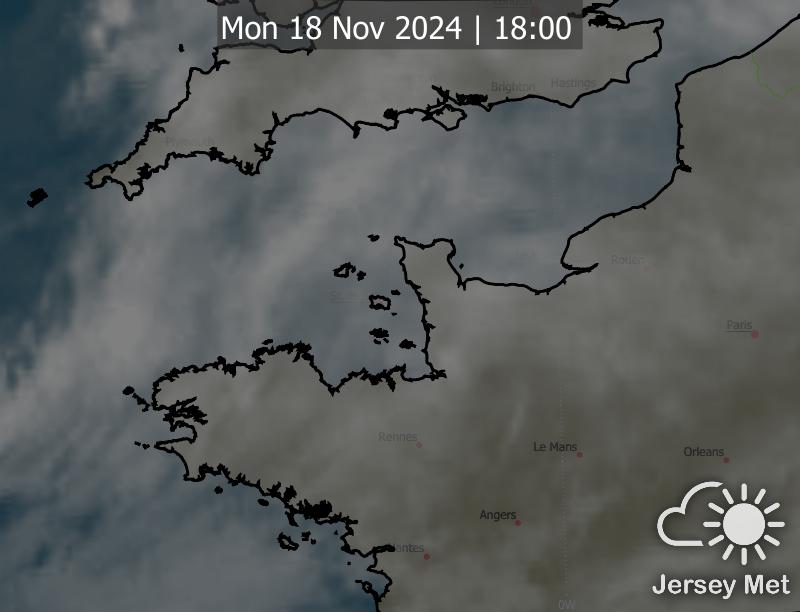 Mon 18 Nov 2024 | 18:00
Brighton
Hastings
Rouen
Paris
Rennes
Le Mans
Orleans
Angers
Nantes
Jersey Met
0W